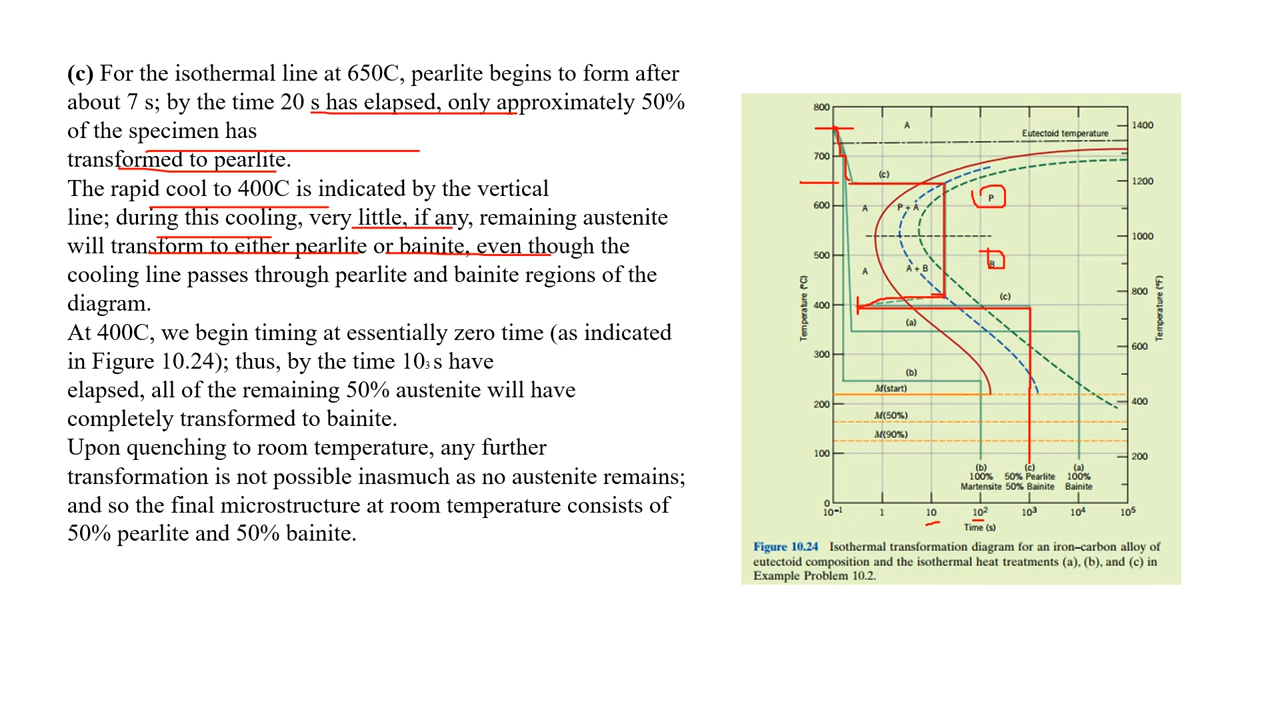 (c) For the isothermal line at 650C, pearlite begins to form after
about 7 s; by the time 20 s has elapsed, only approximately 50%
of the specimen has
transformed to pearlite.
The rapid cool to 400C is indicated by the vertical
line; during this cooling, very little, if any, remaining austenite
will transform to either pearlite or bainite, even though the
cooling line passes through pearlite and bainite regions of the
diagram.
At 400C, we begin timing at essentially zero time (as indicated
in Figure 10.24); thus, by the time 10₃ s have
elapsed, all of the remaining 50% austenite will have
completely transformed to bainite.
Upon quenching to room temperature, any further
transformation is not possible inasmuch as no austenite remains;
and so the final microstructure at room temperature consists of
50% pearlite and 50% bainite.
800
700
600
500
400
300
200
100
0
Temperature (°C)
1400
1200
1000
800
600
400
200
Temperature (°F)
A
Eutectoid temperature
(c)
P
A
P + A
B
A
A + B
(c)
(a)
(b)
M(start)
M(50%)
M(90%)
(b) (c) (a)
100% 50% Pearlite 100%
Martensite 50% Bainite Bainite
10⁻¹ 1 10 10² 10³ 10⁴ 10⁵
Time (s)
Figure 10.24 Isothermal transformation diagram for an iron–carbon alloy of
eutectoid composition and the isothermal heat treatments (a), (b), and (c) in
Example Problem 10.2.